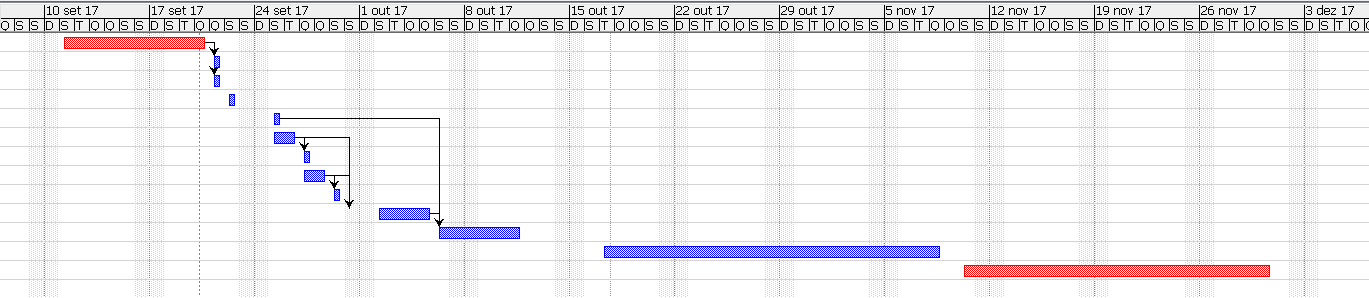 10 set 17 17 set 17 24 set 17 1 out 17 8 out 17 15 out 17 22 out 17 29 out 17 5 nov 17 12 nov 17 19 nov 17 26 nov 17 3 dez 17
Q S S D S T Q Q S S D S T Q Q S S D S T Q Q S S D S T Q Q S S D S T Q Q S S D S T Q Q S S D S T Q Q S S D S T Q Q S S D S T Q Q S S D S T Q Q S S D S T Q Q S S D S T Q Q S S D S T Q